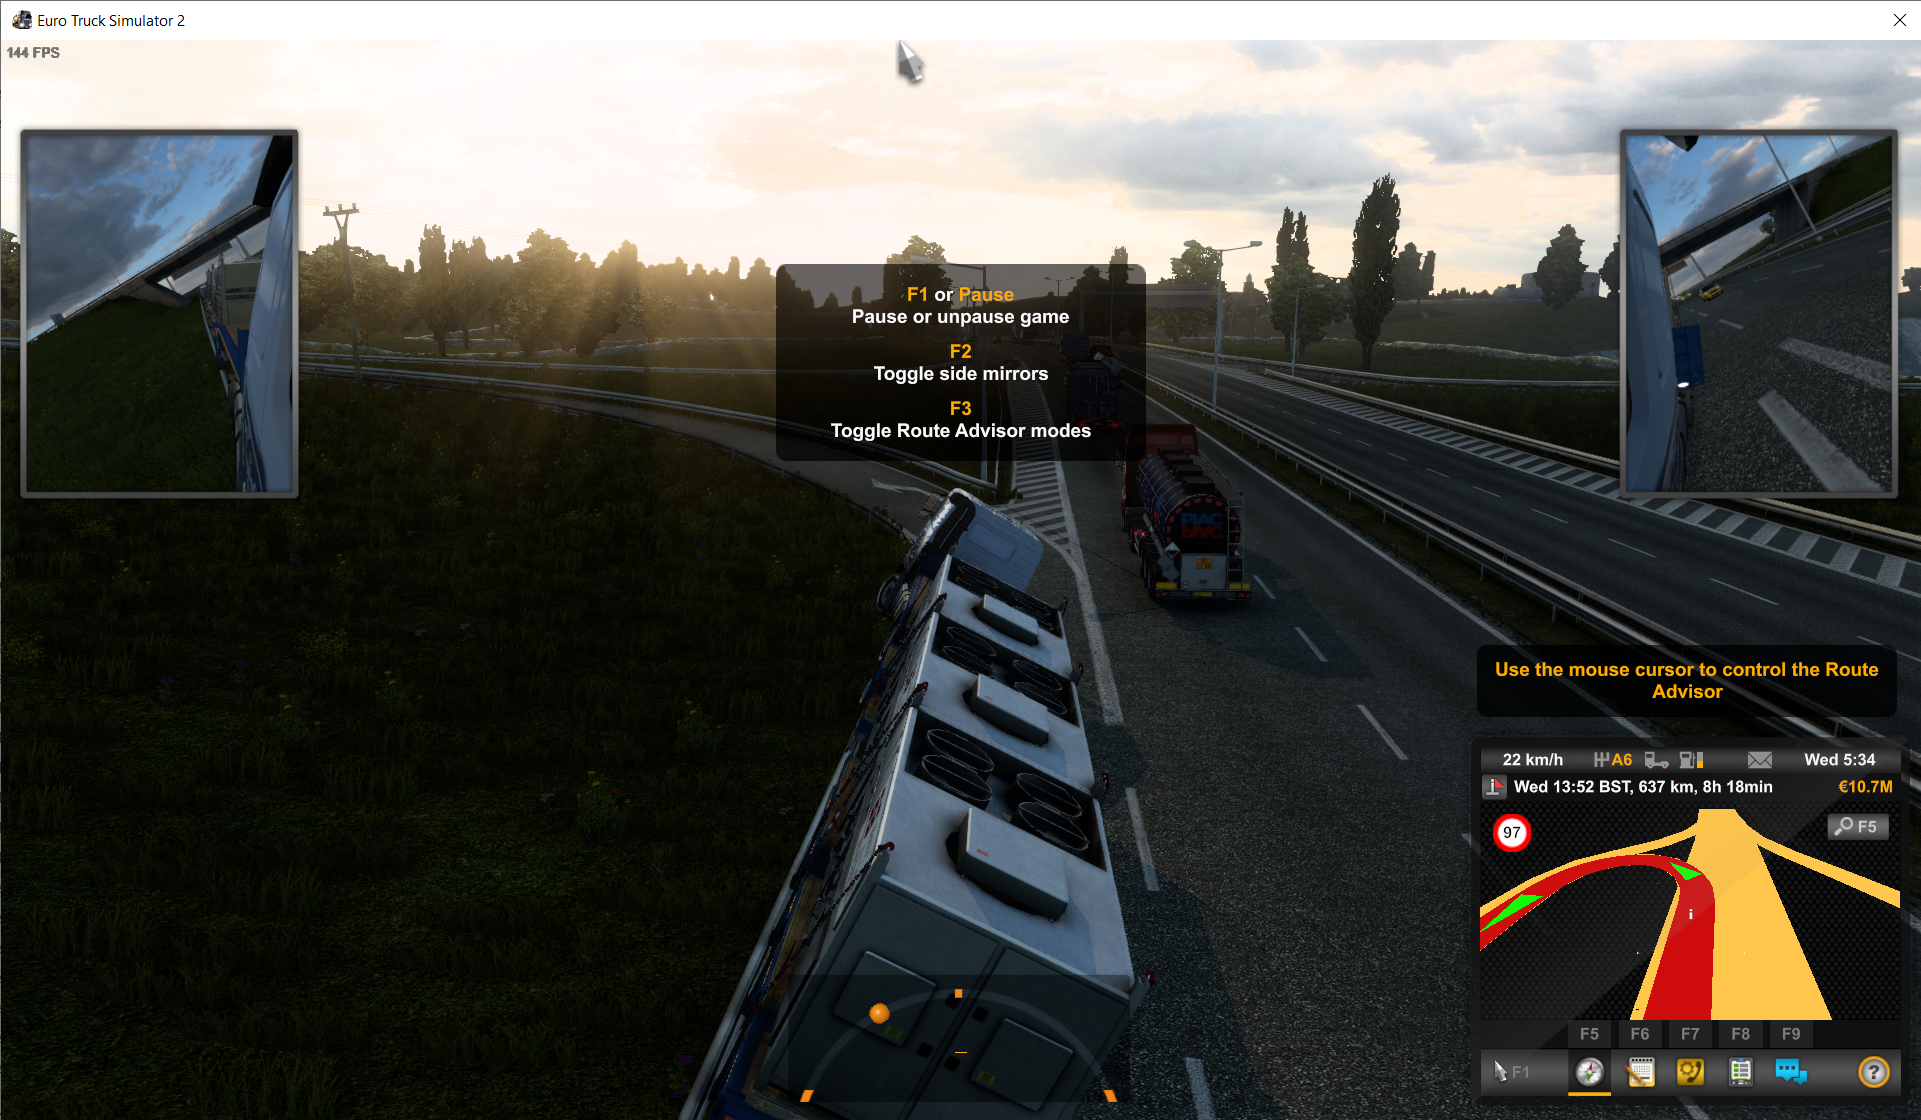 Euro Truck Simulator 2
144 FPS
F1 or Pause
Pause or unpause game
F2
Toggle side mirrors
F3
Toggle Route Advisor modes
Use the mouse cursor to control the Route
Advisor
22 km/h A6 Wed 5:34
Wed 13:52 BST, 637 km, 8h 18min €10.7M
97
F5
i
F5 F6 F7 F8 F9
F1 ?